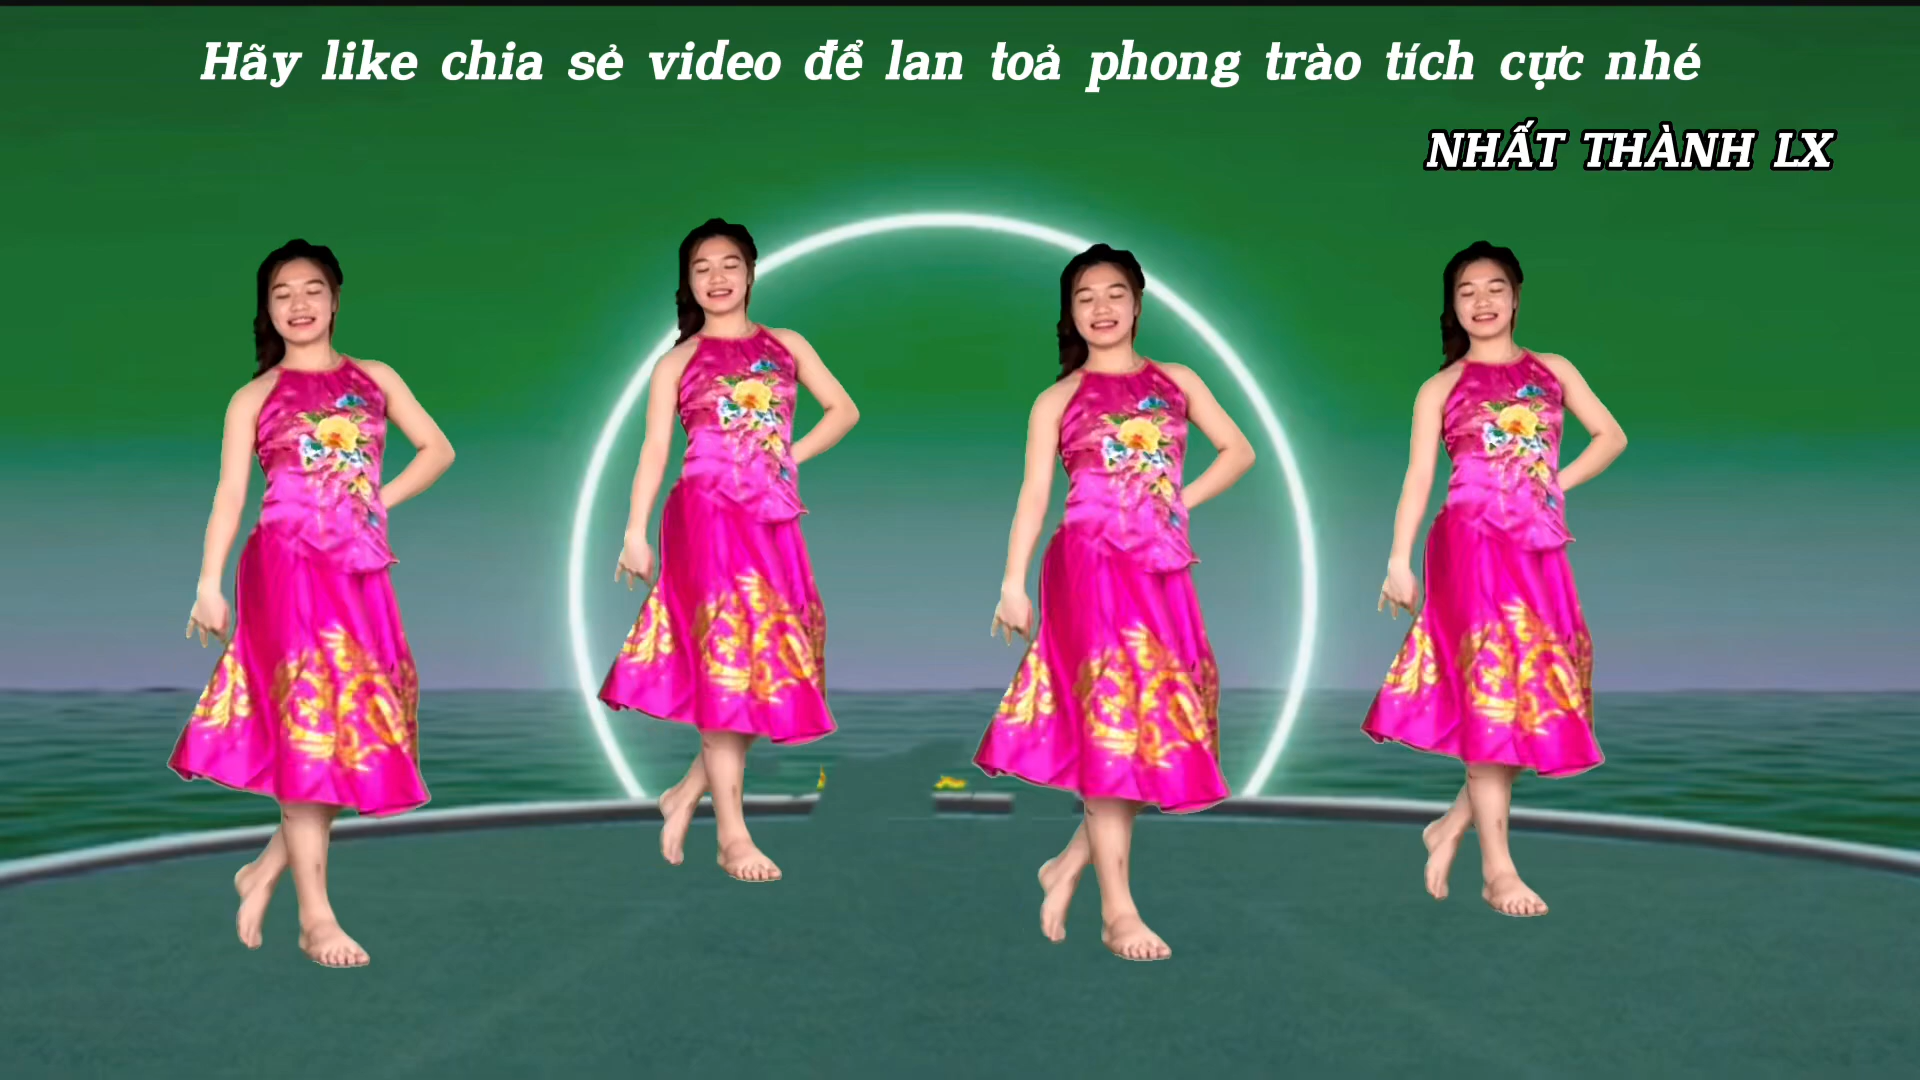 Hãy like chia sẻ video để lan toả phong trào tích cực nhé
NHẤT THÀNH LX